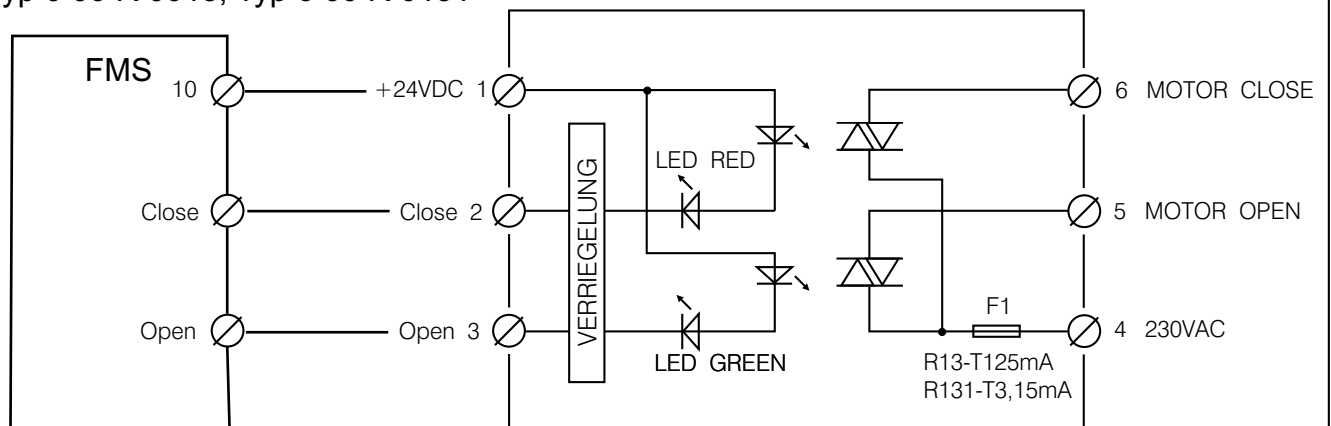 FMS
10
+24VDC 1
6 MOTOR CLOSE
LED RED
VERRIEGELUNG
Close
Close 2
5 MOTOR OPEN
F1
Open
Open 3
4 230VAC
LED GREEN
R13-T125mA
R131-T3,15mA